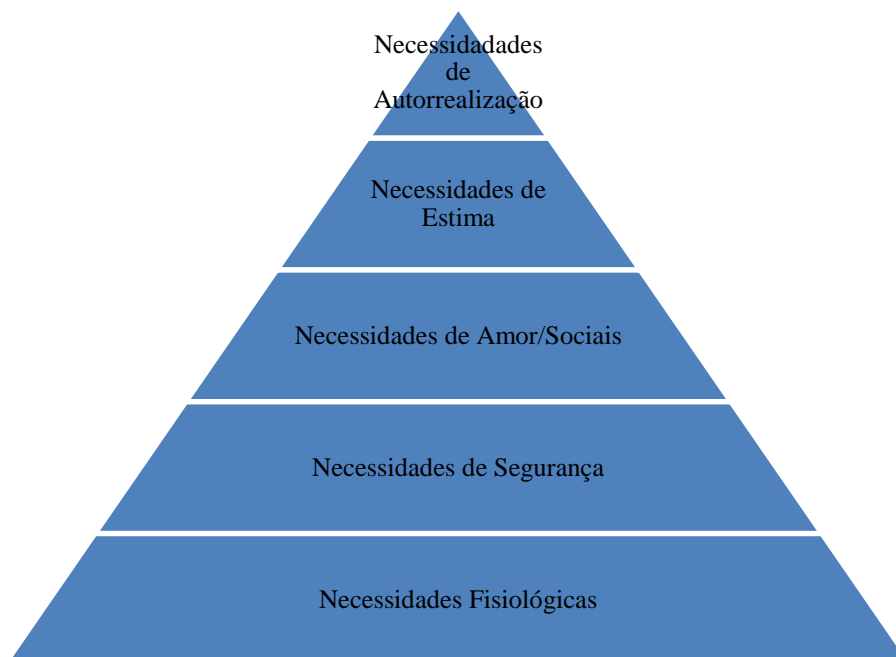 Necessidadades
de
Autorrealização
Necessidades de
Estima
Necessidades de Amor/Sociais
Necessidades de Segurança
Necessidades Fisiológicas